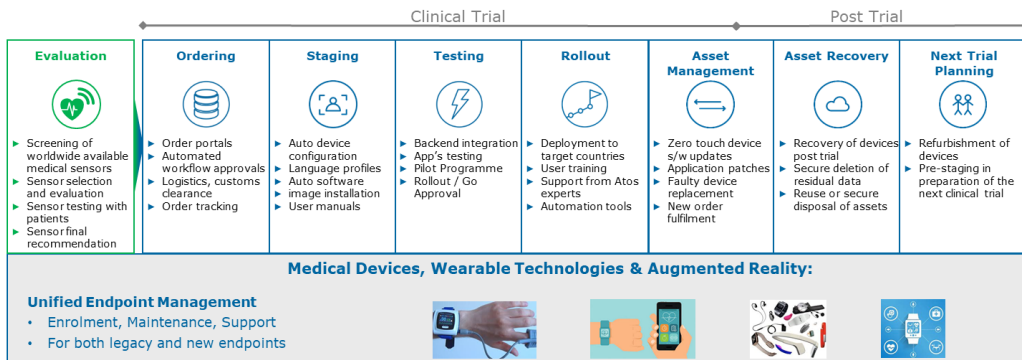 Clinical Trial
Post Trial
Evaluation
► Screening of
worldwide available
medical sensors
► Sensor selection
and evaluation
► Sensor testing with
patients
► Sensor final
recommendation
Ordering
► Order portals
► Automated
workflow approvals
► Logistics, customs
clearance
► Order tracking
Staging
► Auto device
configuration
► Language profiles
► Auto software
► image installation
► User manuals
Testing
► Backend integration
► App's testing
► Pilot Programme
► Rollout / Go
Approval
Rollout
► Deployment to
target countries
► User training
► Support from Atos
experts
► Automation tools
Asset
Management
► Zero touch device
s/w updates
► Application patches
► Faulty device
replacement
► New order
fulfilment
Asset Recovery
► Recovery of devices
post trial
► Secure deletion of
residual data
► Reuse or secure
disposal of assets
Next Trial
Planning
► Refurbishment of
devices
► Pre-staging in
preparation of the
next clinical trial
Medical Devices, Wearable Technologies & Augmented Reality:
Unified Endpoint Management
• Enrolment, Maintenance, Support
• For both legacy and new endpoints